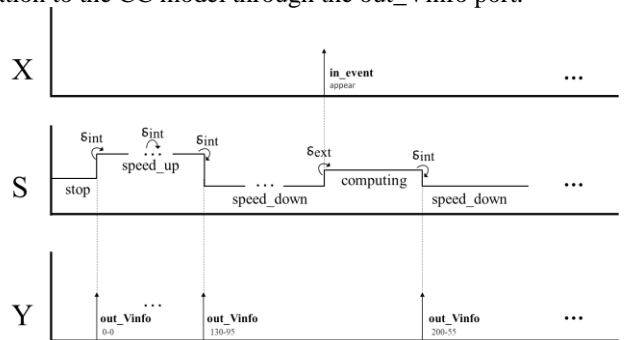 ation to the CC model through the out_Vinfo port.
X
in_event
appear
...
δint
δint
δint
δext
δint
S
stop
...
speed_up
...
speed_down
computing
speed_down
...
Y
...
out_Vinfo
0-0
out_Vinfo
130-95
out_Vinfo
200-55
...